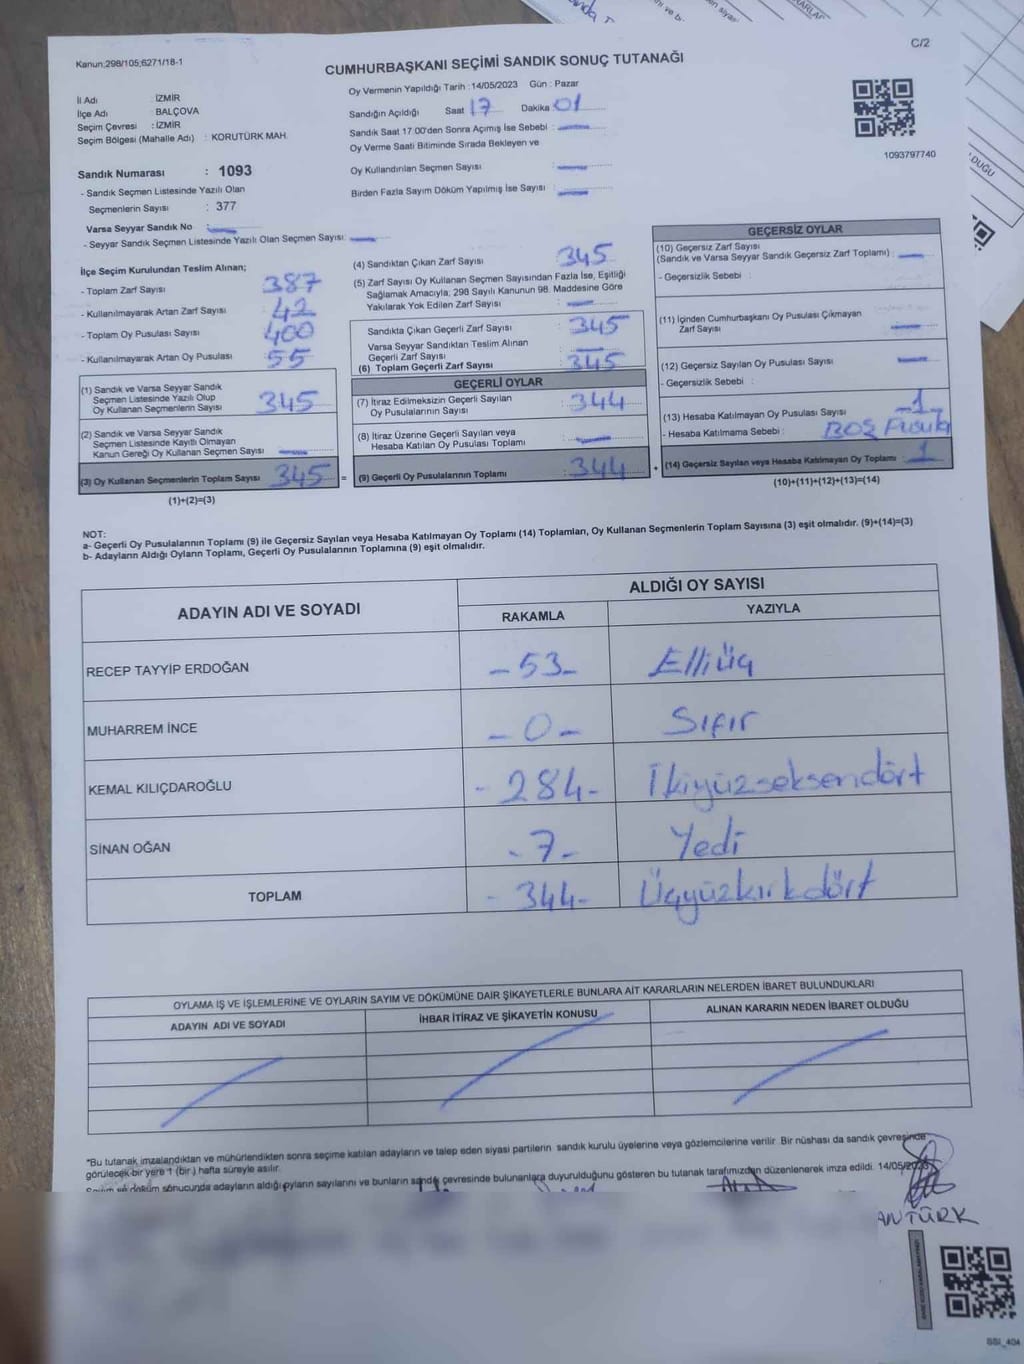 C/2
Kanun;298/105;6271/18-1
CUMHURBAŞKANI SEÇİMİ SANDIK SONUÇ TUTANAĞI
İl Adı : İZMİR
İlçe Adı : BALÇOVA
Seçim Çevresi : İZMİR
Seçim Bölgesi (Mahalle Adı) : KORUTÜRK MAH.
Sandık Numarası : 1093
- Sandık Seçmen Listesinde Yazılı Olan
Seçmenlerin Sayısı : 377
Varsa Seyyar Sandık No
- Seyyar Sandık Seçmen Listesinde Yazılı Olan Seçmen Sayısı:
Oy Vermenin Yapıldığı Tarih :14/05/2023 Gün : Pazar
Sandığın Açıldığı Saat 17 Dakika 01
Sandık Saat 17:00'den Sonra Açımış İse Sebebi :
Oy Verme Saati Bitiminde Sırada Bekleyen ve
Oy Kullandırılan Seçmen Sayısı :
Birden Fazla Sayım Döküm Yapılmış İse Sayısı :
1093797740
İlçe Seçim Kurulundan Teslim Alınan;
- Toplam Zarf Sayısı 387
- Kullanılmayarak Artan Zarf Sayısı 42
- Toplam Oy Pusulası Sayısı 400
- Kullanılmayarak Artan Oy Pusulası 55
(1) Sandık ve Varsa Seyyar Sandık
Seçmen Listesinde Yazılı Olup
Oy Kullanan Seçmenlerin Sayısı : 345
(2) Sandık ve Varsa Seyyar Sandık
Seçmen Listesinde Kayıtlı Olmayan
Kanun Gereği Oy Kullanan Seçmen Sayısı
(3) Oy Kullanan Seçmenlerin Toplam Sayısı 345 =
(1)+(2)=(3)
(4) Sandıktan Çıkan Zarf Sayısı 345
(5) Zarf Sayısı Oy Kullanan Seçmen Sayısından Fazla İse, Eşitliği
Sağlamak Amacıyla, 298 Sayılı Kanunun 98. Maddesine Göre
Yakılarak Yok Edilen Zarf Sayısı :
Sandıkta Çıkan Geçerli Zarf Sayısı : 345
Varsa Seyyar Sandıktan Teslim Alınan
Geçerli Zarf Sayısı
(6) Toplam Geçerli Zarf Sayısı : 345
GEÇERLİ OYLAR
(7) İtiraz Edilmeksizin Geçerli Sayılan
Oy Pusulalarının Sayısı : 344
(8) İtiraz Üzerine Geçerli Sayılan veya
Hesaba Katılan Oy Pusulası Toplamı :
(9) Geçerli Oy Pusulalarının Toplamı : 344 +
GEÇERSİZ OYLAR
(10) Geçersiz Zarf Sayısı
(Sandık ve Varsa Seyyar Sandık Geçersiz Zarf Toplamı) :
- Geçersizlik Sebebi :
(11) İçinden Cumhurbaşkanı Oy Pusulası Çıkmayan
Zarf Sayısı :
(12) Geçersiz Sayılan Oy Pusulası Sayısı :
- Geçersizlik Sebebi :
(13) Hesaba Katılmayan Oy Pusulası Sayısı : -1-
- Hesaba Katılmama Sebebi : BOŞ Pusula
(14) Geçersiz Sayılan veya Hesaba Katılmayan Oy Toplamı : 1
(10)+(11)+(12)+(13)=(14)
NOT:
a- Geçerli Oy Pusulalarının Toplamı (9) ile Geçersiz Sayılan veya Hesaba Katılmayan Oy Toplamı (14) Toplamları, Oy Kullanan Seçmenlerin Toplam Sayısına (3) eşit olmalıdır. (9)+(14)=(3)
b- Adayların Aldığı Oyların Toplamı, Geçerli Oy Pusulalarının Toplamına (9) eşit olmalıdır.
ADAYIN ADI VE SOYADI
ALDIĞI OY SAYISI
RAKAMLA YAZIYLA
RECEP TAYYİP ERDOĞAN -53- Elliüç
MUHARREM İNCE -0- Sıfır
KEMAL KILIÇDAROĞLU -284- İkiyüzseksendört
SİNAN OĞAN -7- Yedi
TOPLAM -344- Üçyüzkırkdört
OYLAMA İŞ VE İŞLEMLERİNE VE OYLARIN SAYIM VE DÖKÜMÜNE DAİR ŞİKAYETLERLE BUNLARA AİT KARARLARIN NELERDEN İBARET BULUNDUKLARI
ADAYIN ADI VE SOYADI İHBAR İTİRAZ VE ŞİKAYETİN KONUSU ALINAN KARARIN NEDEN İBARET OLDUĞU
*Bu tutanak imzalandıktan ve mühürlendikten sonra seçime katılan adayların ve talep eden siyasi partilerin sandık kurulu üyelerine veya gözlemcilerine verilir. Bir nüshası da sandık çevresinde
görülecek bir yere 1 (bir) hafta süreyle asılır.
Sayım ve döküm sonucunda adayların aldığı oyların sayılarını ve bunların sandık çevresinde bulunanlara duyurulduğunu gösteren bu tutanak tarafımızdan düzenlenerek imza edildi. 14/05/2023
ANTÜRK